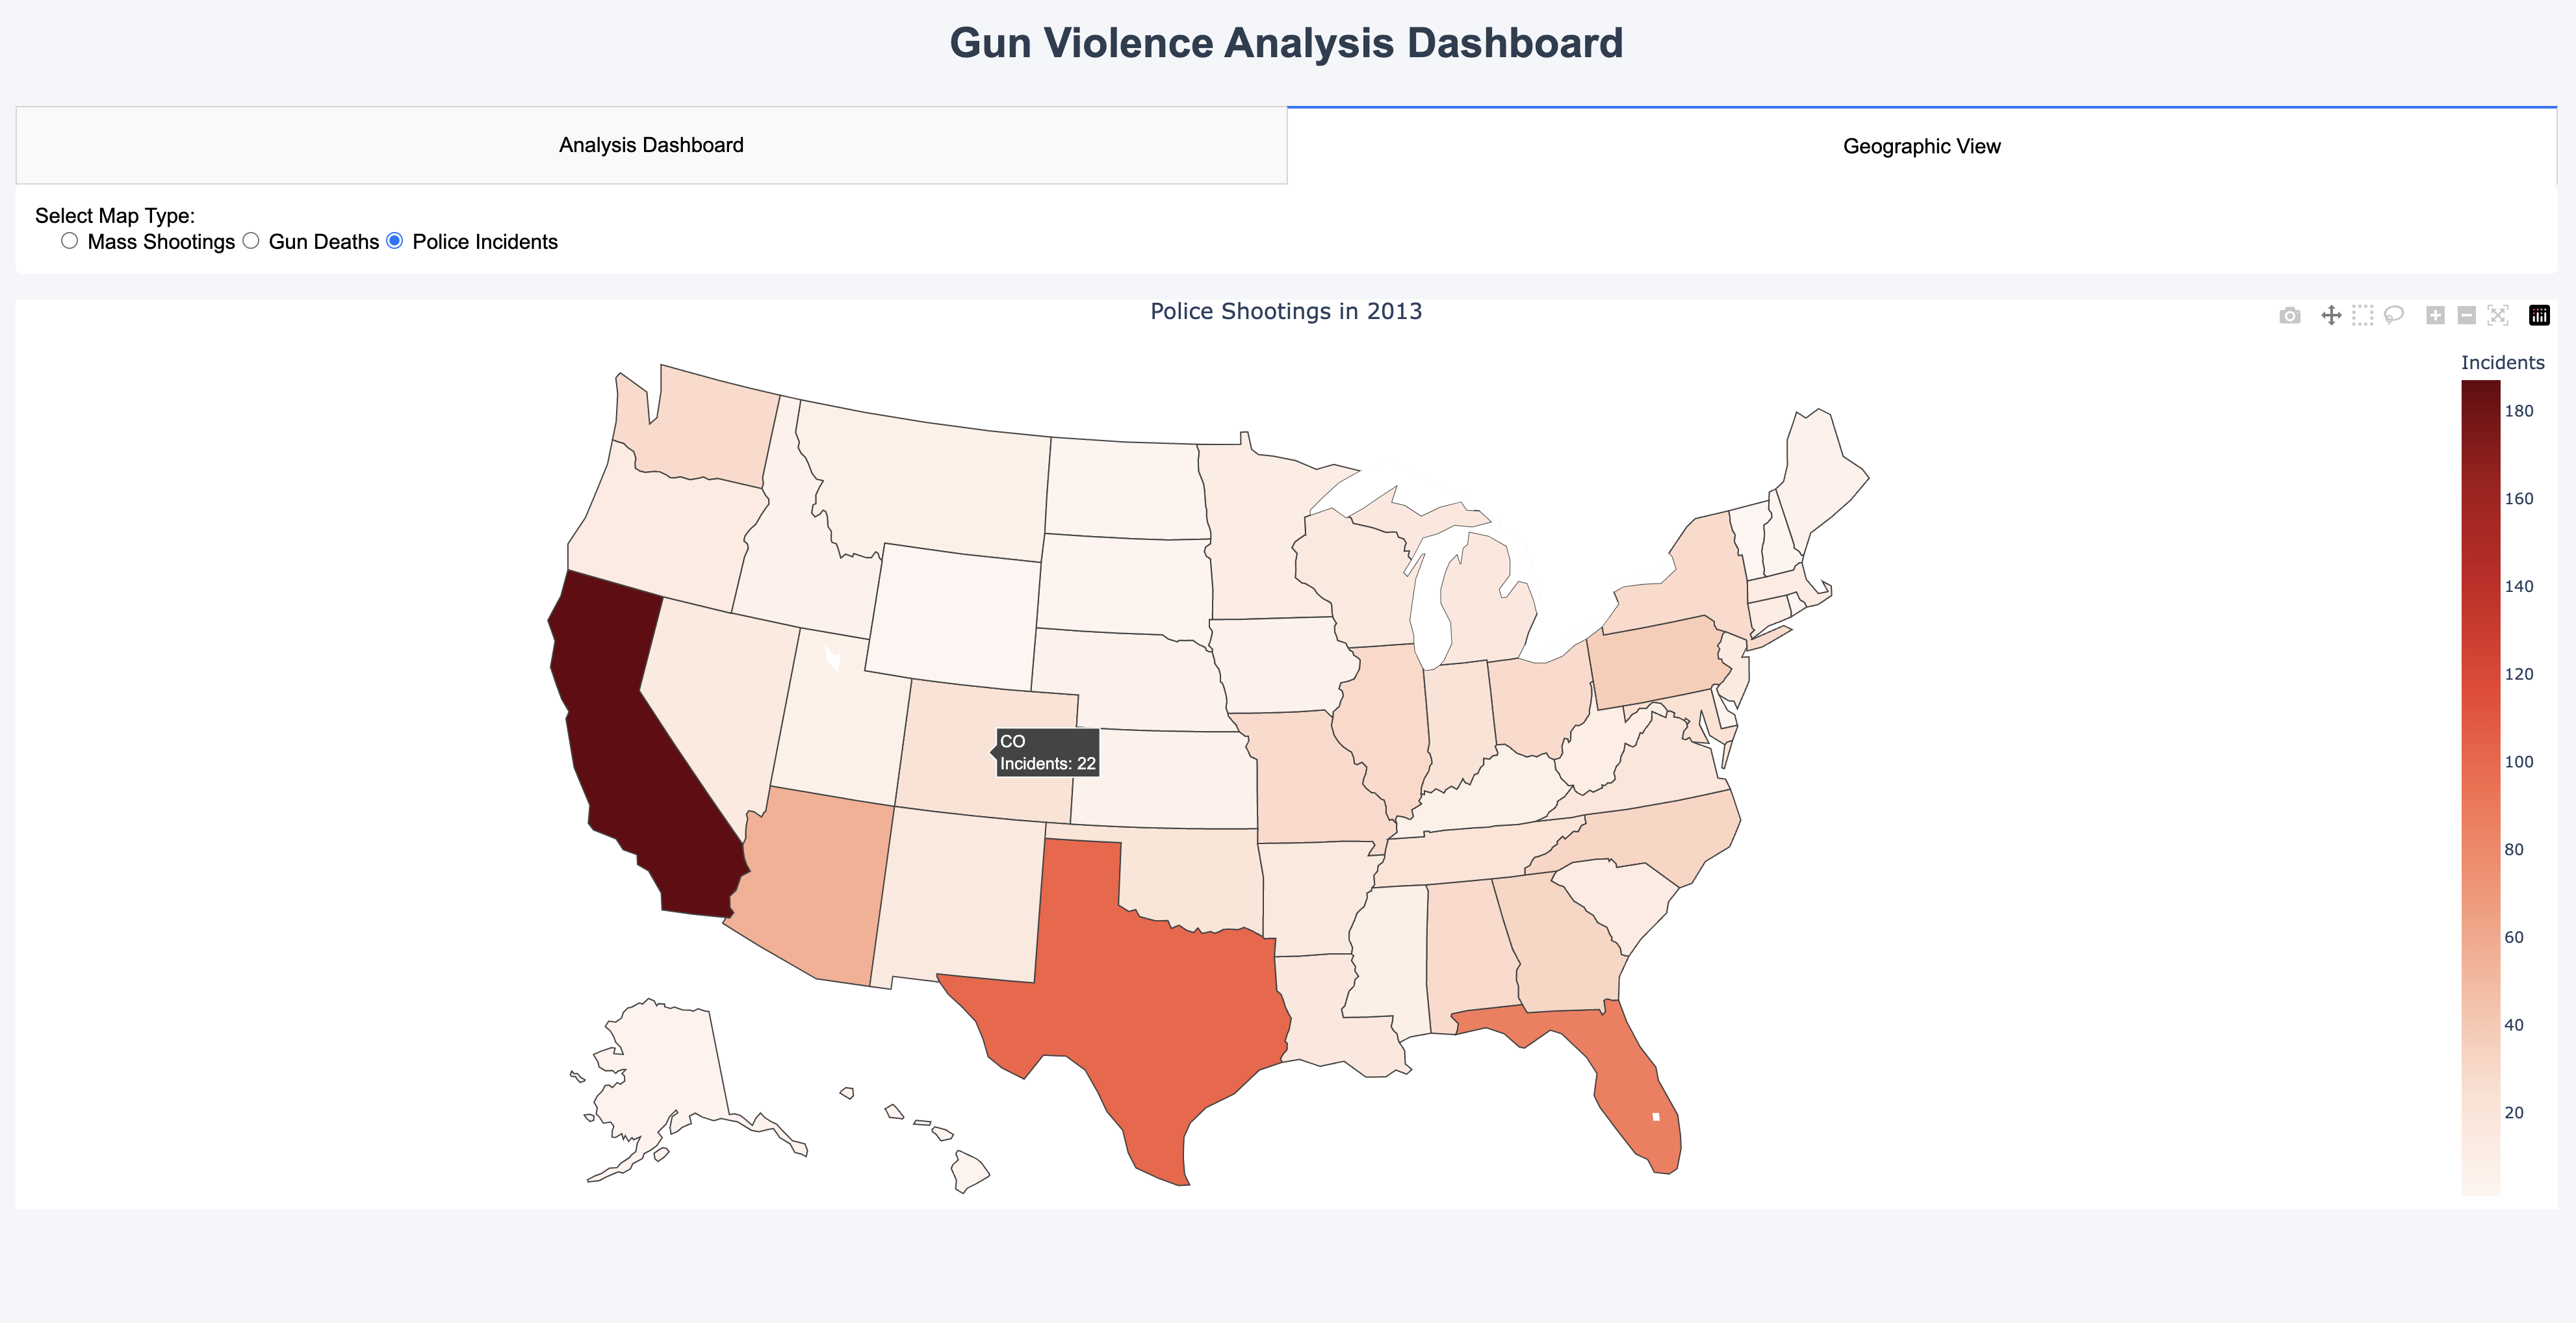 Gun Violence Analysis Dashboard
Analysis Dashboard
Geographic View
Select Map Type:
Mass Shootings Gun Deaths Police Incidents
Police Shootings in 2013
Incidents
180
160
140
120
100
80
60
40
20
CO
Incidents: 22